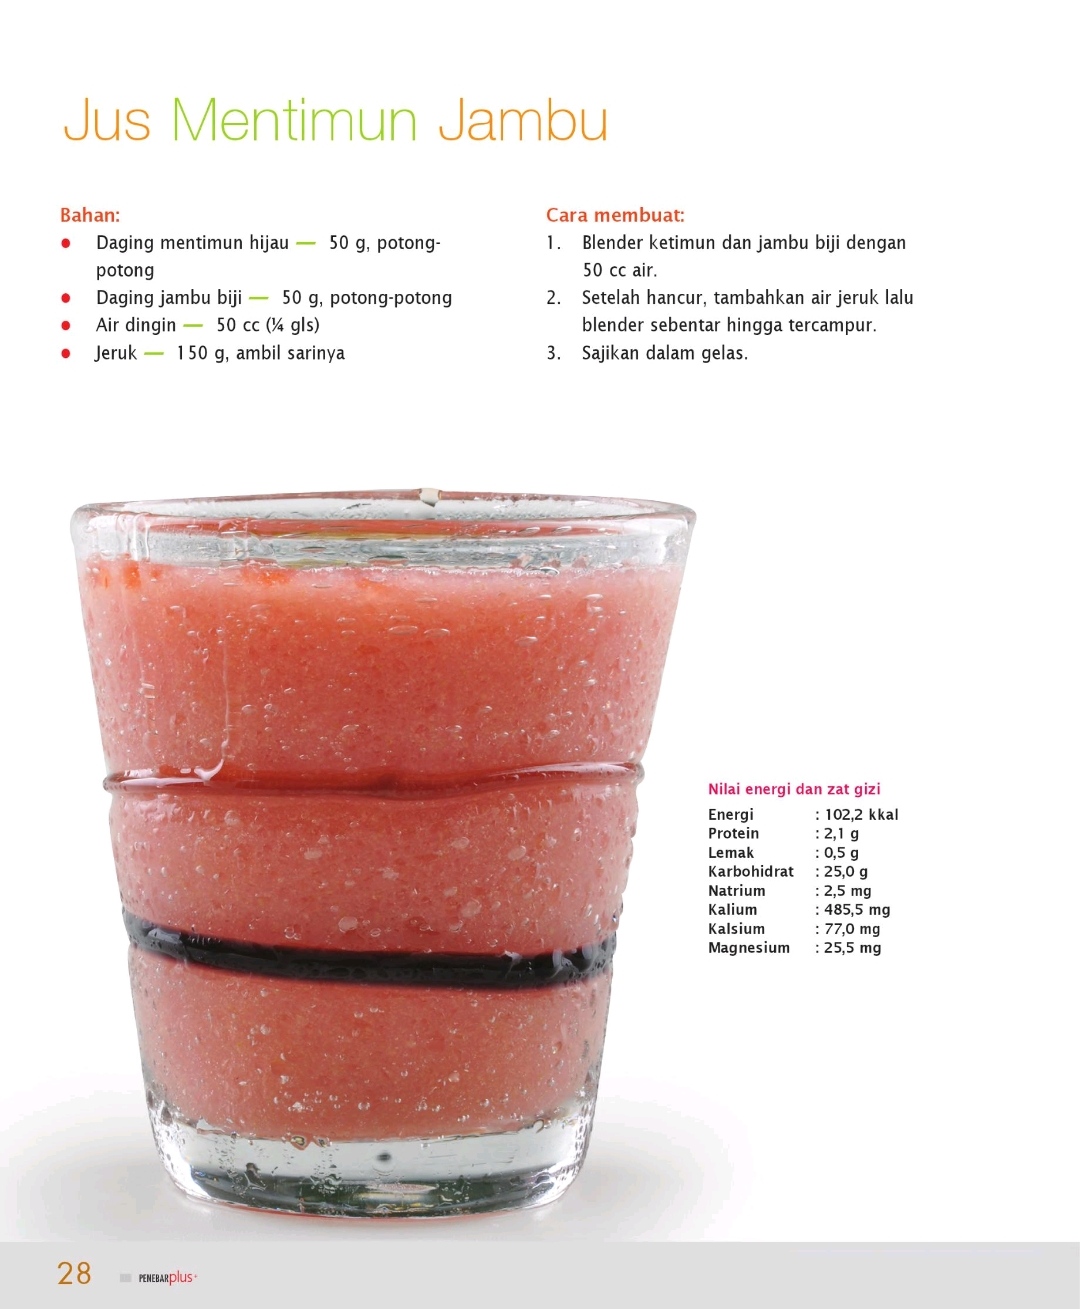 Jus Mentimun Jambu
Bahan:
● Daging mentimun hijau — 50 g, potong-
potong
● Daging jambu biji — 50 g, potong-potong
● Air dingin — 50 cc (¼ gls)
● Jeruk — 150 g, ambil sarinya
Cara membuat:
1. Blender ketimun dan jambu biji dengan
50 cc air.
2. Setelah hancur, tambahkan air jeruk lalu
blender sebentar hingga tercampur.
3. Sajikan dalam gelas.
Nilai energi dan zat gizi
Energi : 102,2 kkal
Protein : 2,1 g
Lemak : 0,5 g
Karbohidrat : 25,0 g
Natrium : 2,5 mg
Kalium : 485,5 mg
Kalsium : 77,0 mg
Magnesium : 25,5 mg
28 PENEBARplus+